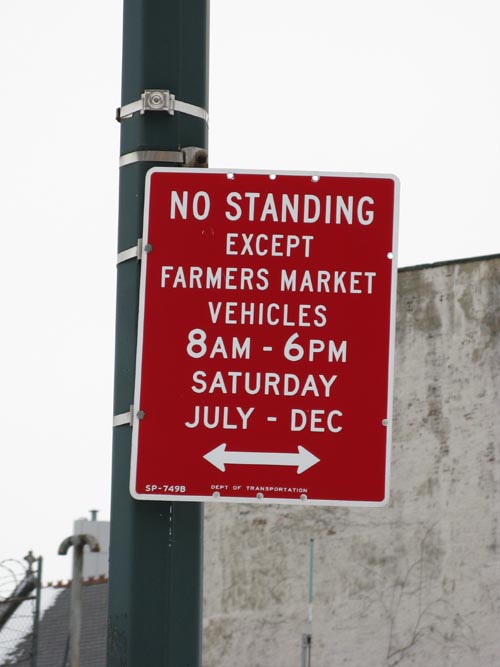 NO STANDING
EXCEPT
FARMERS MARKET
VEHICLES
8AM - 6PM
SATURDAY
JULY - DEC
SP-749B DEPT OF TRANSPORTATION